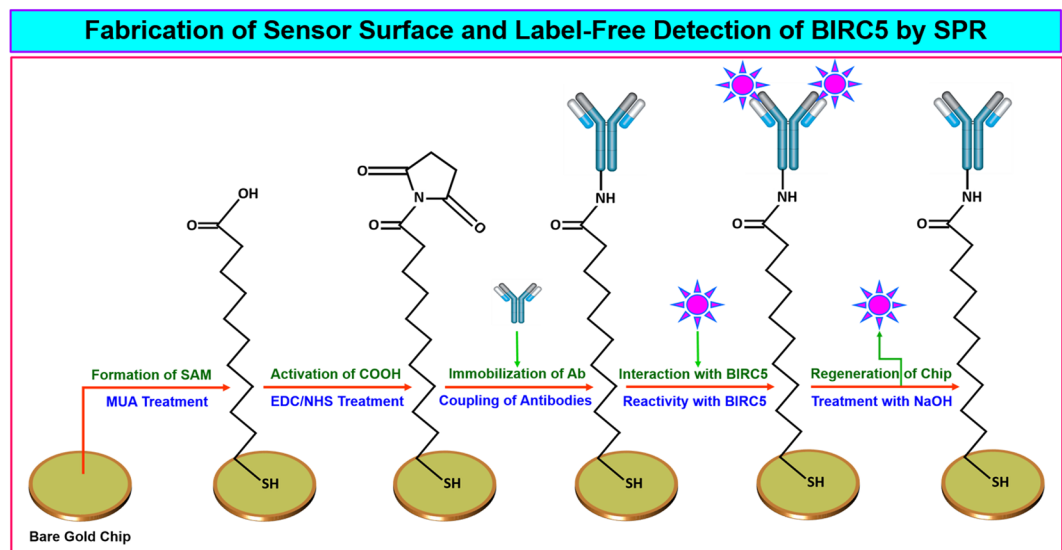 Fabrication of Sensor Surface and Label-Free Detection of BIRC5 by SPR
OH
O
O
N
O
O
NH
O
NH
O
NH
O
Formation of SAM
MUA Treatment
Activation of COOH
EDC/NHS Treatment
Immobilization of Ab
Coupling of Antibodies
Interaction with BIRC5
Reactivity with BIRC5
Regeneration of Chip
Treatment with NaOH
SH
SH
SH
SH
SH
Bare Gold Chip